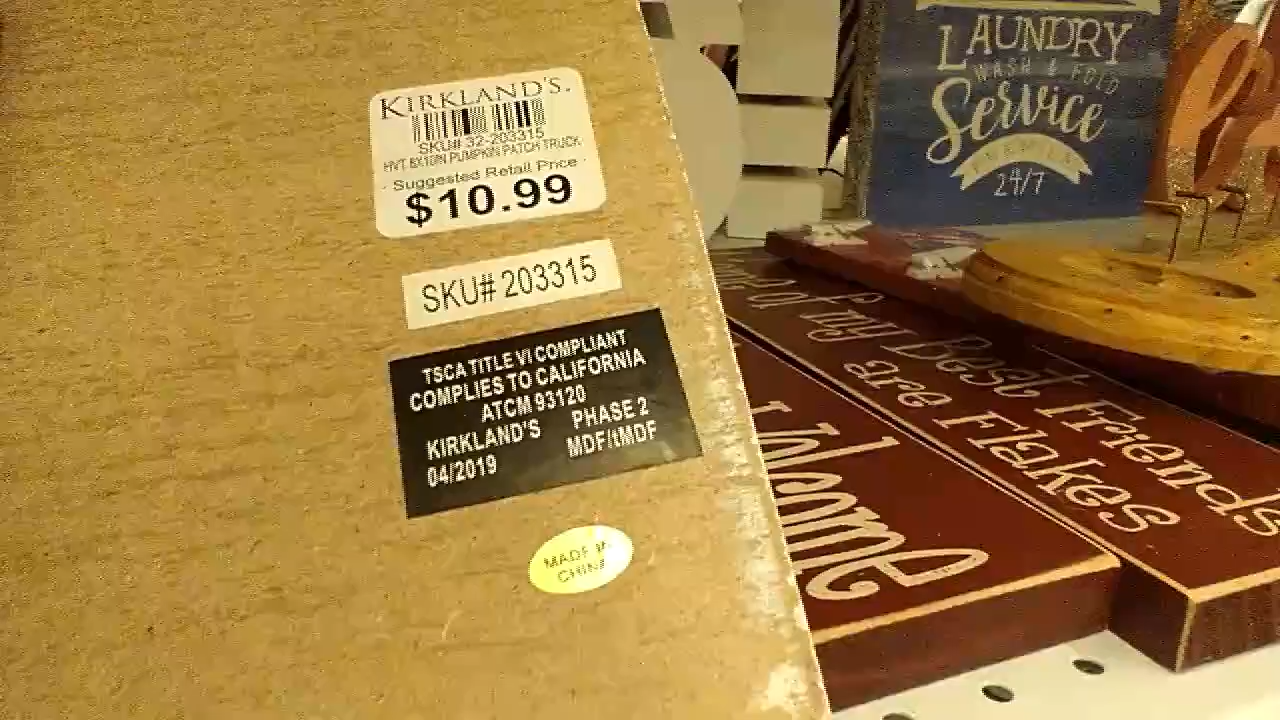 KIRKLAND'S.
SKU# 32-203315
HVT 8X10IN PUMPKIN PATCH TRUCK
Suggested Retail Price
$10.99
SKU# 203315
TSCA TITLE VI COMPLIANT
COMPLIES TO CALIFORNIA
ATCM 93120
KIRKLAND'S PHASE 2
04/2019 MDF/tMDF
MADE IN
CHINA
LAUNDRY
WASH & FOLD
Service
24/7
of my Best Friends
are Flakes
Welcome